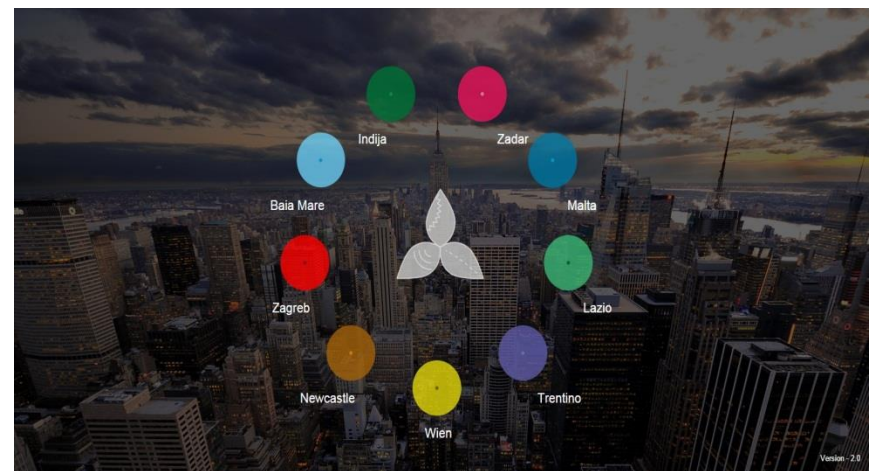 Indija
Zadar
Baia Mare
Malta
Zagreb
Lazio
Newcastle
Trentino
Wien
Version - 2.0